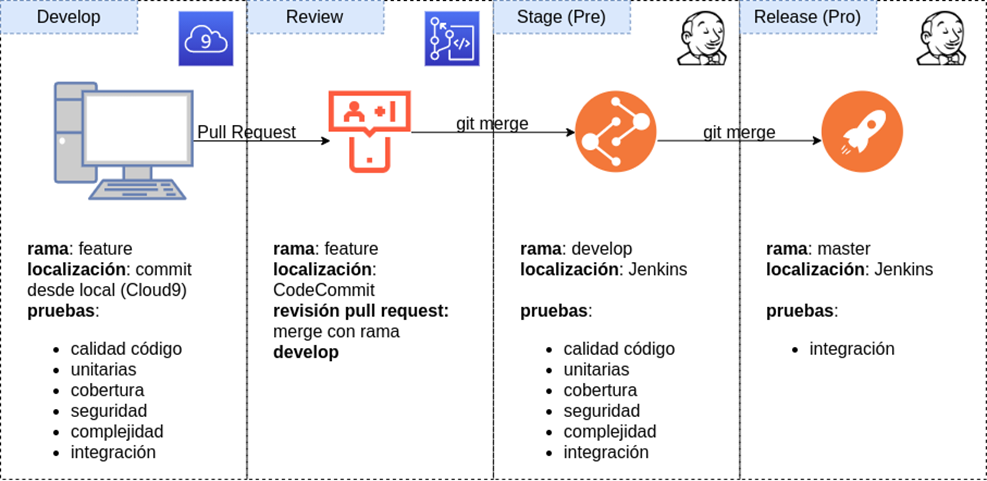 Develop
Review
Stage (Pre)
Release (Pro)
9
Pull Request
git merge
git merge
rama: feature
localización: commit
desde local (Cloud9)
pruebas:
calidad código
unitarias
cobertura
seguridad
complejidad
integración
rama: feature
localización:
CodeCommit
revisión pull request:
merge con rama
develop
rama: develop
localización: Jenkins
pruebas:
calidad código
unitarias
cobertura
seguridad
complejidad
integración
rama: master
localización: Jenkins
pruebas:
integración